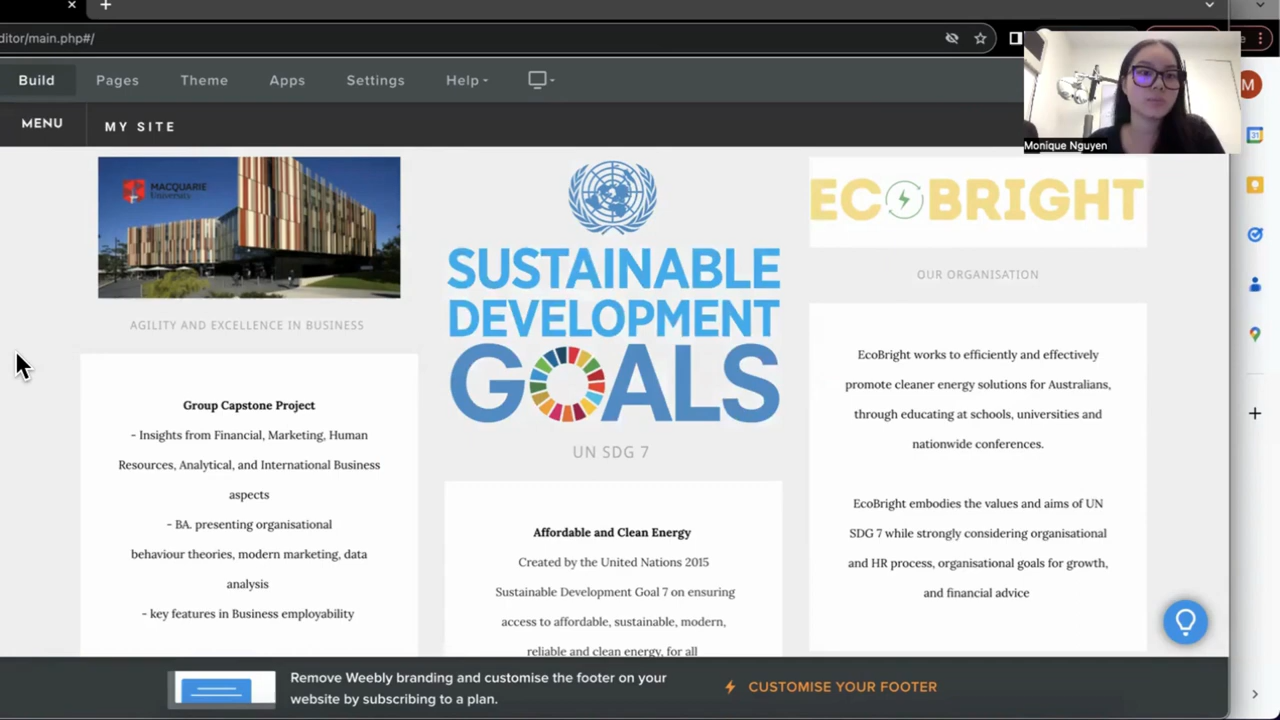 ditor/main.php#/
Build
Pages
Theme
Apps
Settings
Help
MENU
MY SITE
Monique Nguyen
M
MACQUARIE
University
AGILITY AND EXCELLENCE IN BUSINESS
Group Capstone Project
- Insights from Financial, Marketing, Human
Resources, Analytical, and International Business
aspects
- BA. presenting organisational
behaviour theories, modern marketing, data
analysis
- key features in Business employability
SUSTAINABLE
DEVELOPMENT
GOALS
UN SDG 7
Affordable and Clean Energy
Created by the United Nations 2015
Sustainable Development Goal 7 on ensuring
access to affordable, sustainable, modern,
reliable and clean energy, for all
ECOBRIGHT
OUR ORGANISATION
EcoBright works to efficiently and effectively
promote cleaner energy solutions for Australians,
through educating at schools, universities and
nationwide conferences.
EcoBright embodies the values and aims of UN
SDG 7 while strongly considering organisational
and HR process, organisational goals for growth,
and financial advice
Remove Weebly branding and customise the footer on your
website by subscribing to a plan.
CUSTOMISE YOUR FOOTER